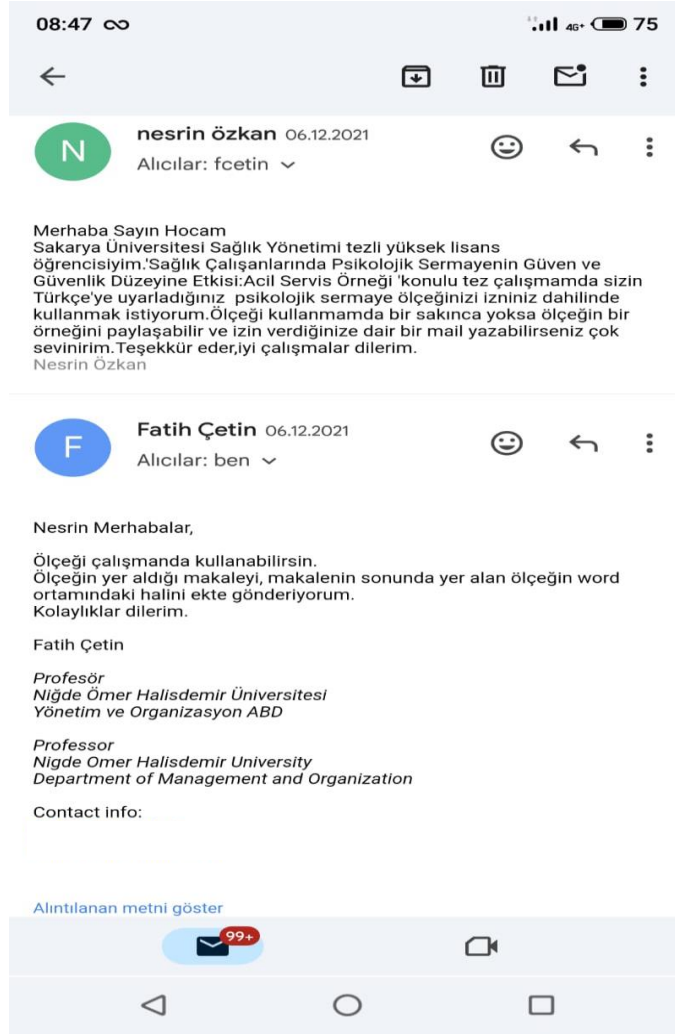 08:47
4G+ 75
N
nesrin özkan 06.12.2021
Alıcılar: fcetin
Merhaba Sayın Hocam
Sakarya Üniversitesi Sağlık Yönetimi tezli yüksek lisans
öğrencisiyim.'Sağlık Çalışanlarında Psikolojik Sermayenin Güven ve
Güvenlik Düzeyine Etkisi:Acil Servis Örneği 'konulu tez çalışmamda sizin
Türkçe'ye uyarladığınız psikolojik sermaye ölçeğinizi izniniz dahilinde
kullanmak istiyorum.Ölçeği kullanmamda bir sakınca yoksa ölçeğin bir
örneğini paylaşabilir ve izin verdiğinize dair bir mail yazabilirseniz çok
sevinirim.Teşekkür eder,iyi çalışmalar dilerim.
Nesrin Özkan
F
Fatih Çetin 06.12.2021
Alıcılar: ben
Nesrin Merhabalar,
Ölçeği çalışmanda kullanabilirsin.
Ölçeğin yer aldığı makaleyi, makalenin sonunda yer alan ölçeğin word
ortamındaki halini ekte gönderiyorum.
Kolaylıklar dilerim.
Fatih Çetin
Profesör
Niğde Ömer Halisdemir Üniversitesi
Yönetim ve Organizasyon ABD
Professor
Nigde Omer Halisdemir University
Department of Management and Organization
Contact info:
Alıntılanan metni göster
99+